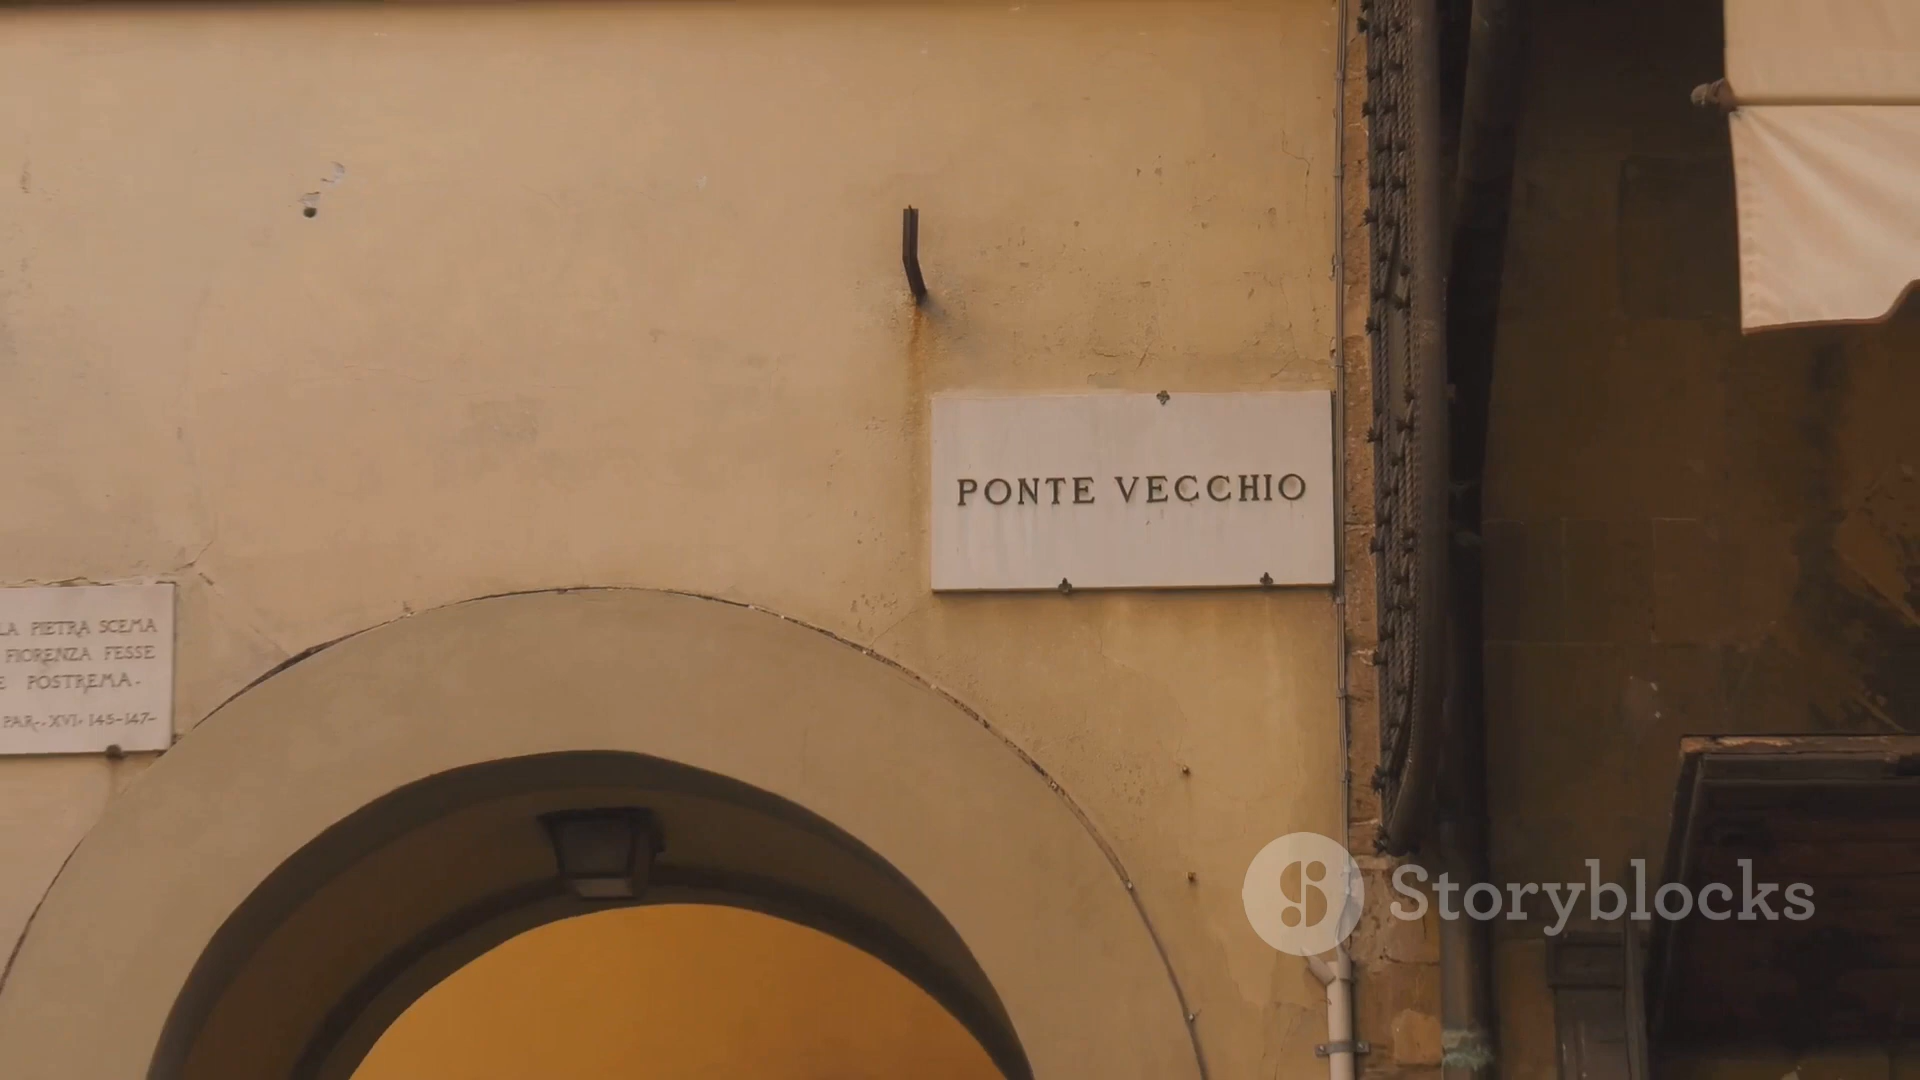 PONTE VECCHIO
LA PIETRA SCEMA
FIORENZA FESSE
E POSTREMA.
PAR. XVI. 145-147-
Storyblocks